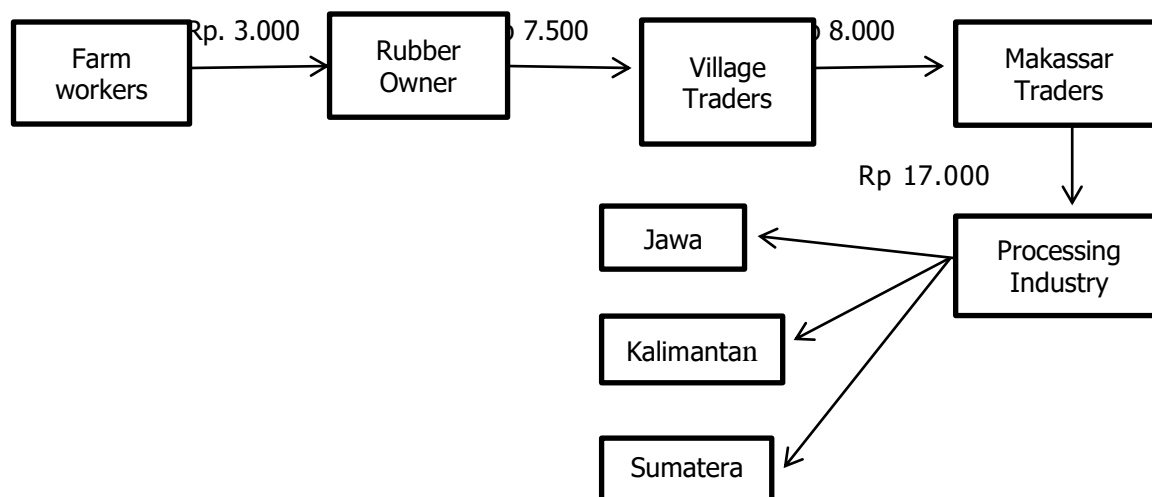 Rp. 3.000
7.500
8.000
Farm
workers
Rubber
Owner
Village
Traders
Makassar
Traders
Rp 17.000
Jawa
Processing
Industry
Kalimantan
Sumatera